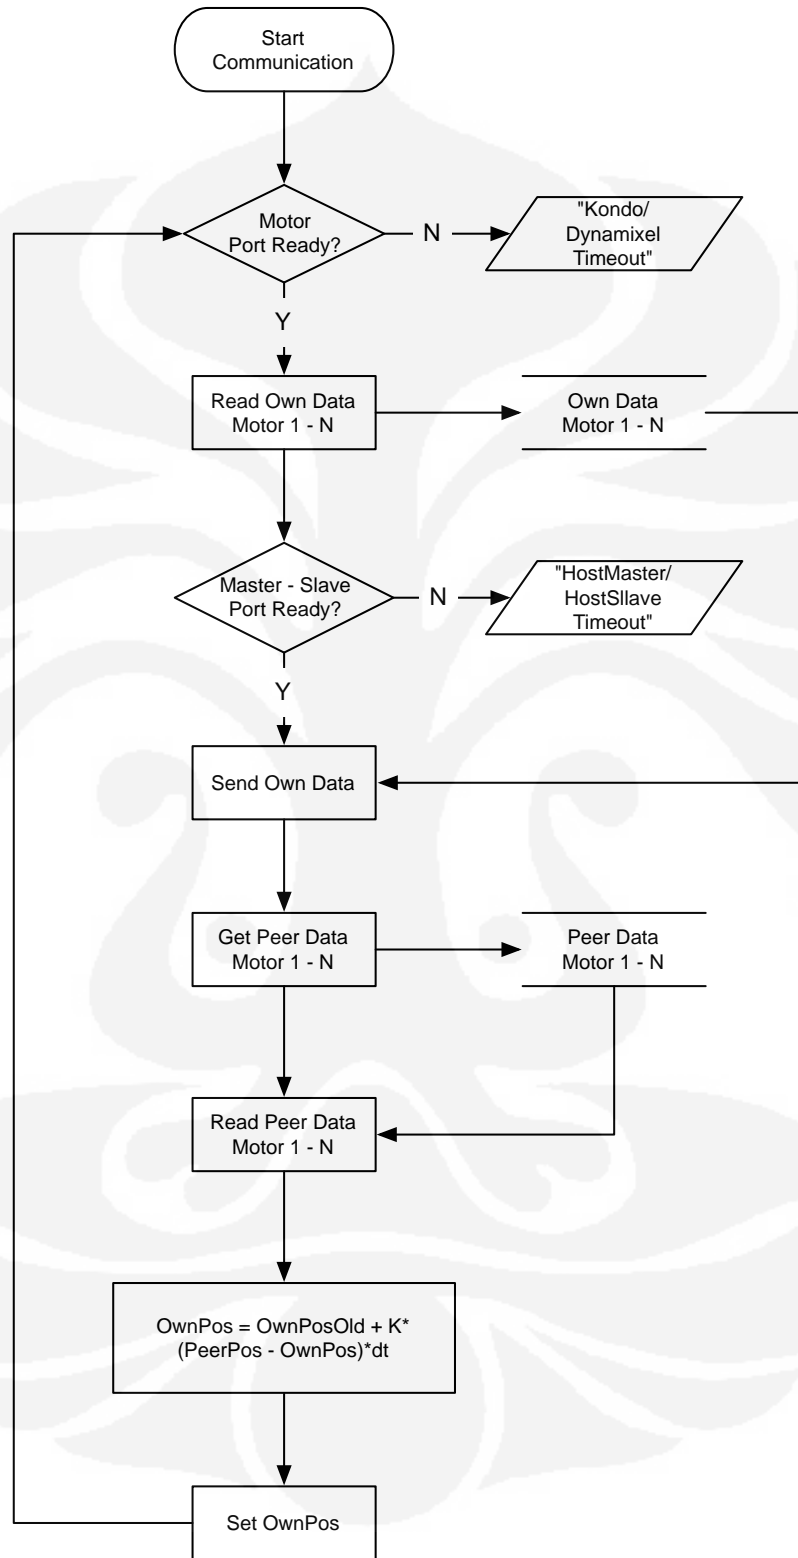 Start
Communication
Motor
Port Ready?
N
"Kondo/
Dynamixel
Timeout"
Y
Read Own Data
Motor 1 - N
Own Data
Motor 1 - N
Master - Slave
Port Ready?
N
"HostMaster/
HostSllave
Timeout"
Y
Send Own Data
Get Peer Data
Motor 1 - N
Peer Data
Motor 1 - N
Read Peer Data
Motor 1 - N
OwnPos = OwnPosOld + K*
(PeerPos - OwnPos)*dt
Set OwnPos